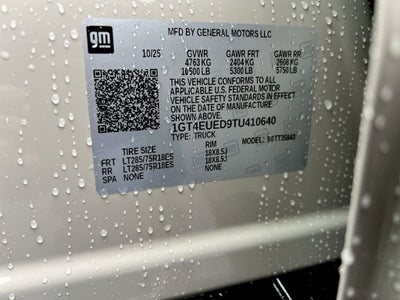 gm
MFD BY GENERAL MOTORS LLC
10/25 GVWR GAWR FRT GAWR RR
4763 KG 2404 KG 2608 KG
10500 LB 5300 LB 5750 LB
THIS VEHICLE CONFORMS TO ALL
APPLICABLE U.S. FEDERAL MOTOR
VEHICLE SAFETY STANDARDS IN EFFECT
ON THE DATE OF MANUFACTURE
SHOWN ABOVE.
1GT4EUED9TU410640
TYPE: TRUCK MODEL:
TIRE SIZE RIM
FRT LT285/75R18ES 18X8.5J
RR LT285/75R18ES 18X8.5J
SPA NONE NONE